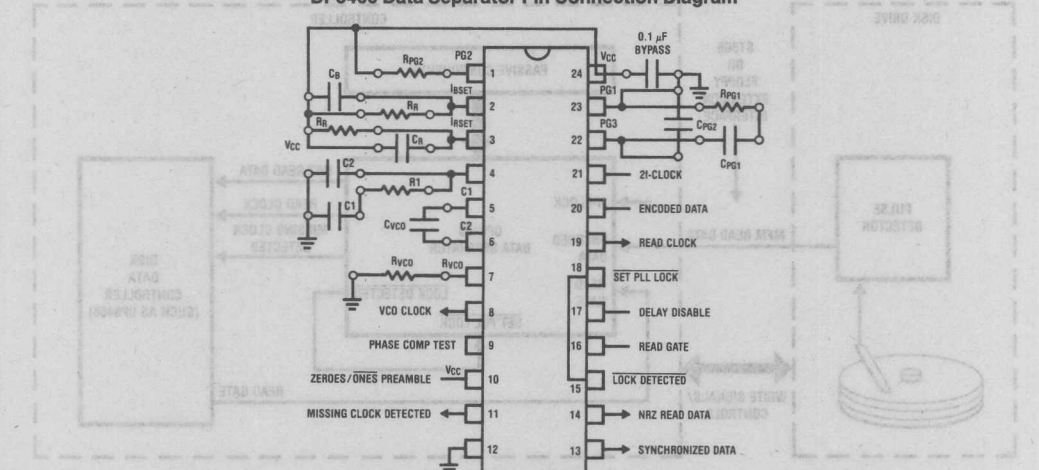 DP8460 Data Separator Pin Connection Diagram
0.1 µF
BYPASS
VCC
RPG2
PG2
1
24
CB
IBSET
2
PG1
23
RPG1
RR
RR
IRSET
3
PG3
22
CPG2
CPG1
VCC
CR
C2
4
21
2f-CLOCK
R1
C1
C1
5
20
ENCODED DATA
CVCO
C2
6
19
READ CLOCK
RVCO
RVCO
7
18
SET PLL LOCK
VCO CLOCK
8
17
DELAY DISABLE
PHASE COMP TEST
9
16
READ GATE
ZEROES/ONES PREAMBLE
VCC
10
15
LOCK DETECTED
MISSING CLOCK DETECTED
11
14
NRZ READ DATA
12
13
SYNCHRONIZED DATA